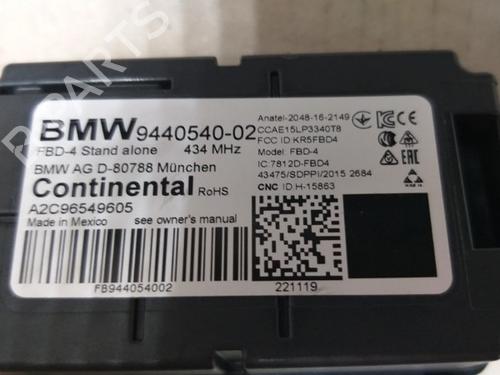 BMW 9440540-02
FBD-4 Stand alone 434 MHz
BMW AG D-80788 München
Continental RoHS
A2C96549605
Made in Mexico see owner's manual
FB944054002
Anatel-2048-16-2149
CCAE15LP3340T8
FCC ID:KR5FBD4
Model: FBD-4
IC:7812D-FBD4
43475/SDPPI/2015 2684
CNC ID:H-15863
221119
B-PARTS